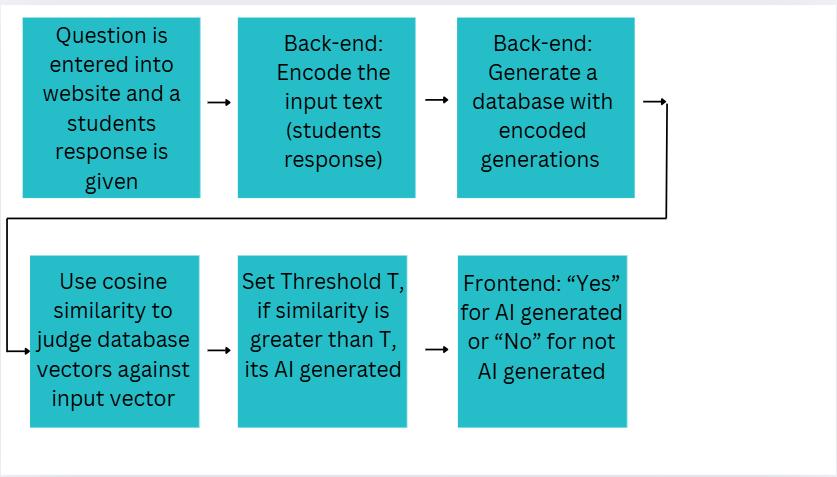 Question is
entered into
website and a
students
response is
given
Back-end:
Encode the
input text
(students
response)
Back-end:
Generate a
database with
encoded
generations
Use cosine
similarity to
judge database
vectors against
input vector
Set Threshold T,
if similarity is
greater than T,
its AI generated
Frontend: “Yes”
for AI generated
or “No” for not
AI generated